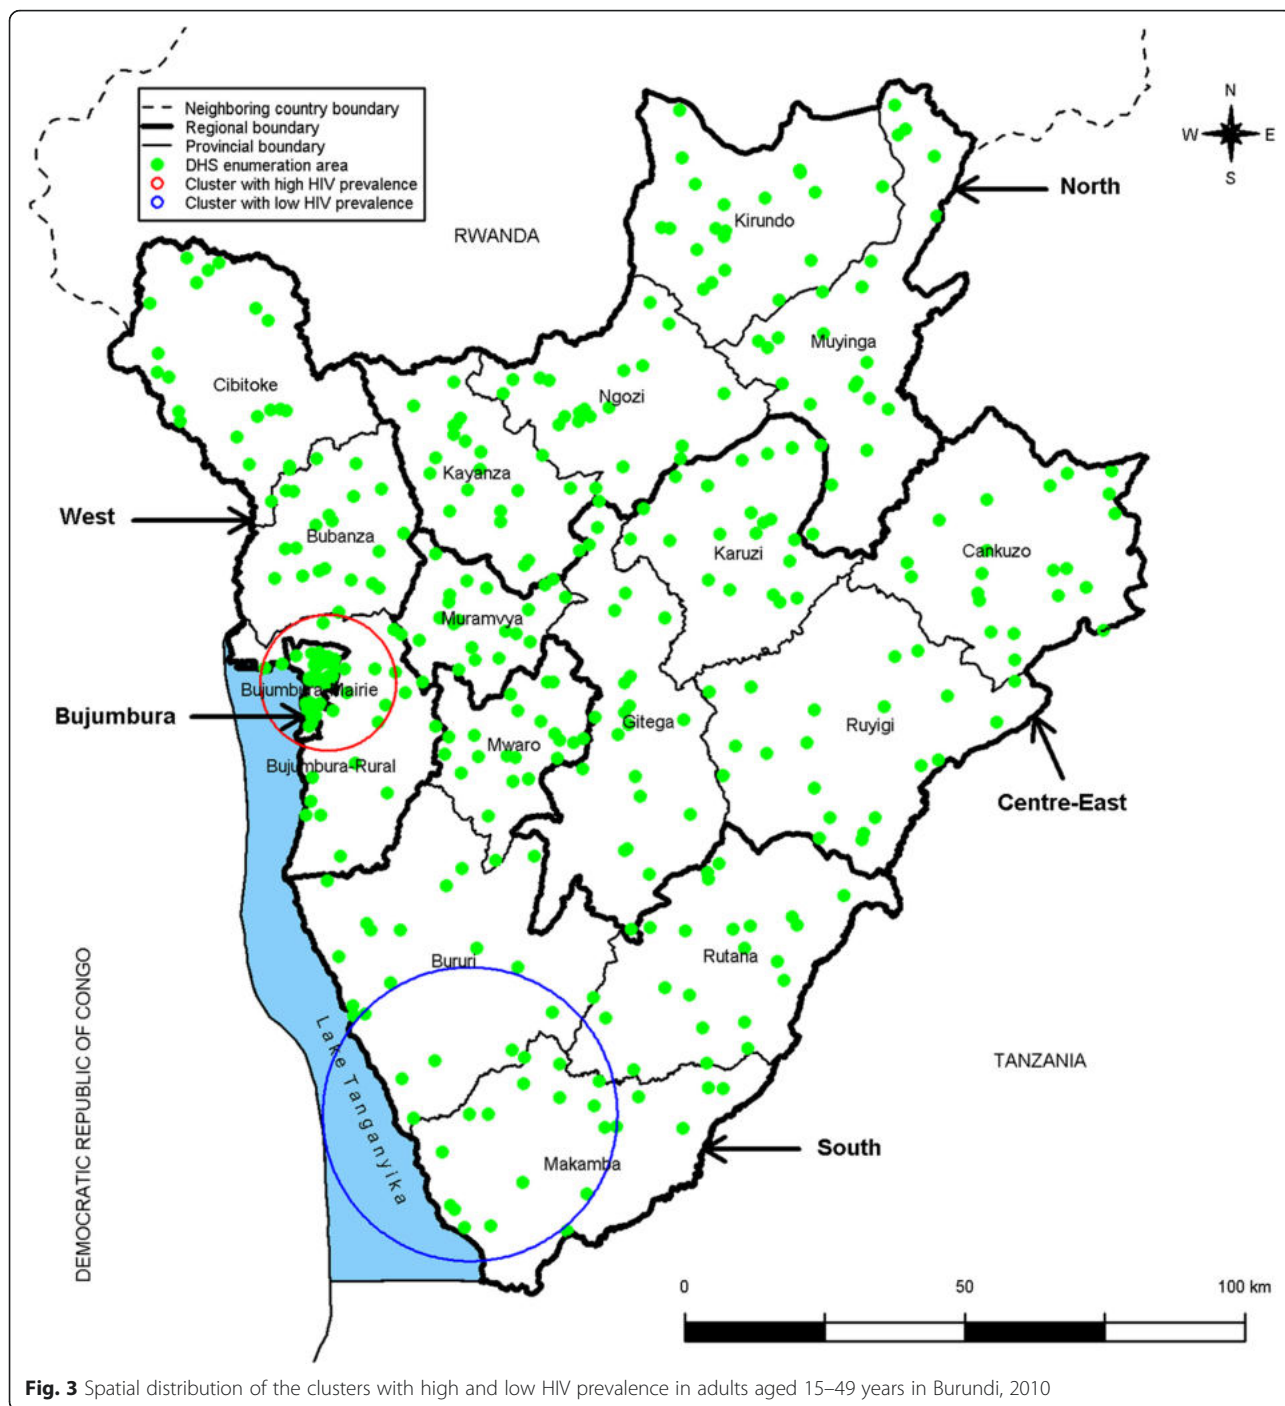 Neighboring country boundary
Regional boundary
Provincial boundary
DHS enumeration area
Cluster with high HIV prevalence
Cluster with low HIV prevalence
N
W E
S
North
Kirundo
RWANDA
Muyinga
Cibitoke
Ngozi
Kayanza
West
Bubanza
Karuzi
Cankuzo
Muramvya
Bujumbura-Mairie
Bujumbura
Gitega
Ruyigi
Mwaro
Bujumbura-Rural
Centre-East
Bururi
Rutana
DEMOCRATIC REPUBLIC OF CONGO
Lake Tanganyika
TANZANIA
South
Makamba
0 50 100 km
Fig. 3 Spatial distribution of the clusters with high and low HIV prevalence in adults aged 15–49 years in Burundi, 2010